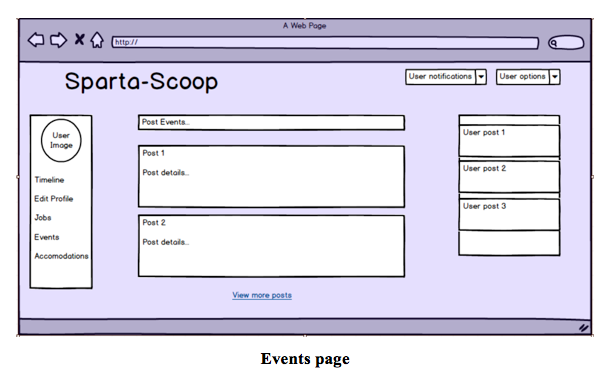 A Web Page
http://
Sparta-Scoop
User notifications
User options
User
Image
Timeline
Edit Profile
Jobs
Events
Accomodations
Post Events..
Post 1
Post details..
Post 2
Post details..
View more posts
User post 1
User post 2
User post 3
Events page